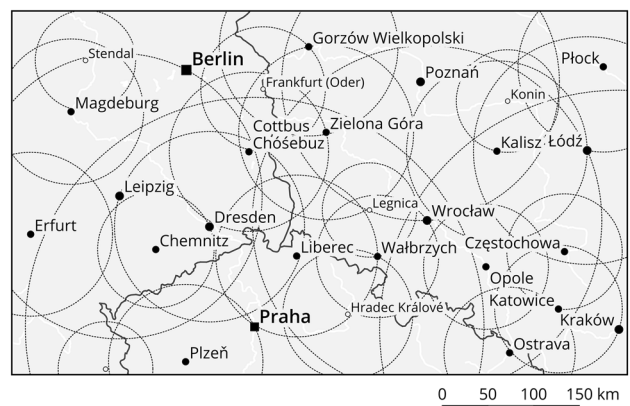 Gorzów Wielkopolski
Stendal
Berlin
Płock
Poznań
Frankfurt (Oder)
Konin
Magdeburg
Cottbus
Chóśebuz
Zielona Góra
Kalisz
Łódź
Leipzig
Legnica
Wrocław
Dresden
Erfurt
Chemnitz
Liberec
Wałbrzych
Częstochowa
Opole
Katowice
Hradec Králové
Praha
Kraków
Ostrava
Plzeň
0 50 100 150 km